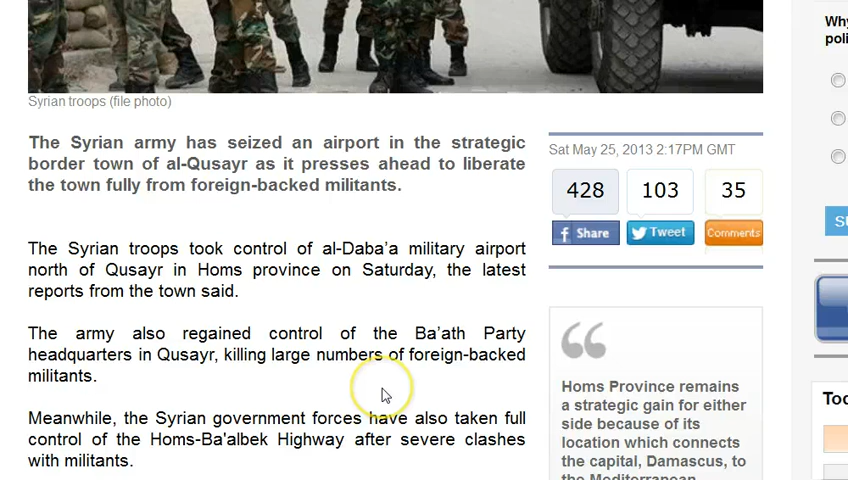 Syrian troops (file photo)
The Syrian army has seized an airport in the strategic
border town of al-Qusayr as it presses ahead to liberate
the town fully from foreign-backed militants.
The Syrian troops took control of al-Daba’a military airport
north of Qusayr in Homs province on Saturday, the latest
reports from the town said.
The army also regained control of the Ba’ath Party
headquarters in Qusayr, killing large numbers of foreign-backed
militants.
Meanwhile, the Syrian government forces have also taken full
control of the Homs-Ba'albek Highway after severe clashes
with militants.
Sat May 25, 2013 2:17PM GMT
428 103 35
Share Tweet Comments
Homs Province remains
a strategic gain for either
side because of its
location which connects
the capital, Damascus, to
the Mediterranean
Why